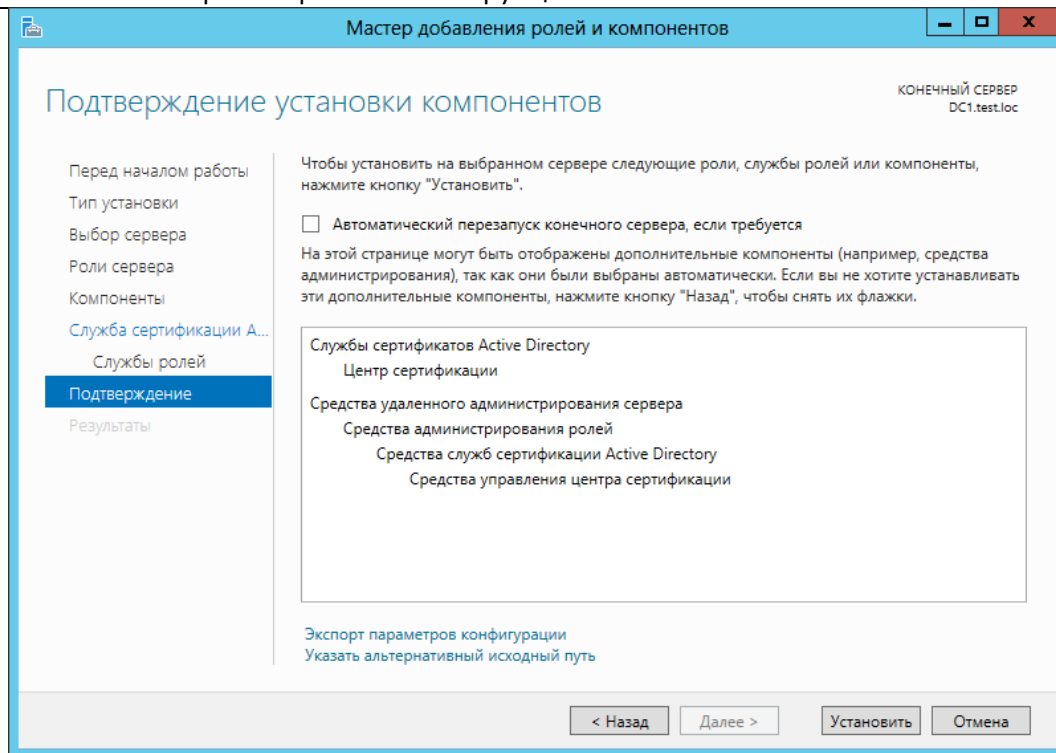 Мастер добавления ролей и компонентов
Подтверждение установки компонентов
КОНЕЧНЫЙ СЕРВЕР
DC1.test.loc
Перед началом работы
Тип установки
Выбор сервера
Роли сервера
Компоненты
Служба сертификации A...
Службы ролей
Подтверждение
Результаты
Чтобы установить на выбранном сервере следующие роли, службы ролей или компоненты,
нажмите кнопку "Установить".
Автоматический перезапуск конечного сервера, если требуется
На этой странице могут быть отображены дополнительные компоненты (например, средства
администрирования), так как они были выбраны автоматически. Если вы не хотите устанавливать
эти дополнительные компоненты, нажмите кнопку "Назад", чтобы снять их флажки.
Службы сертификатов Active Directory
Центр сертификации
Средства удаленного администрирования сервера
Средства администрирования ролей
Средства служб сертификации Active Directory
Средства управления центра сертификации
Экспорт параметров конфигурации
Указать альтернативный исходный путь
< Назад
Далее >
Установить
Отмена